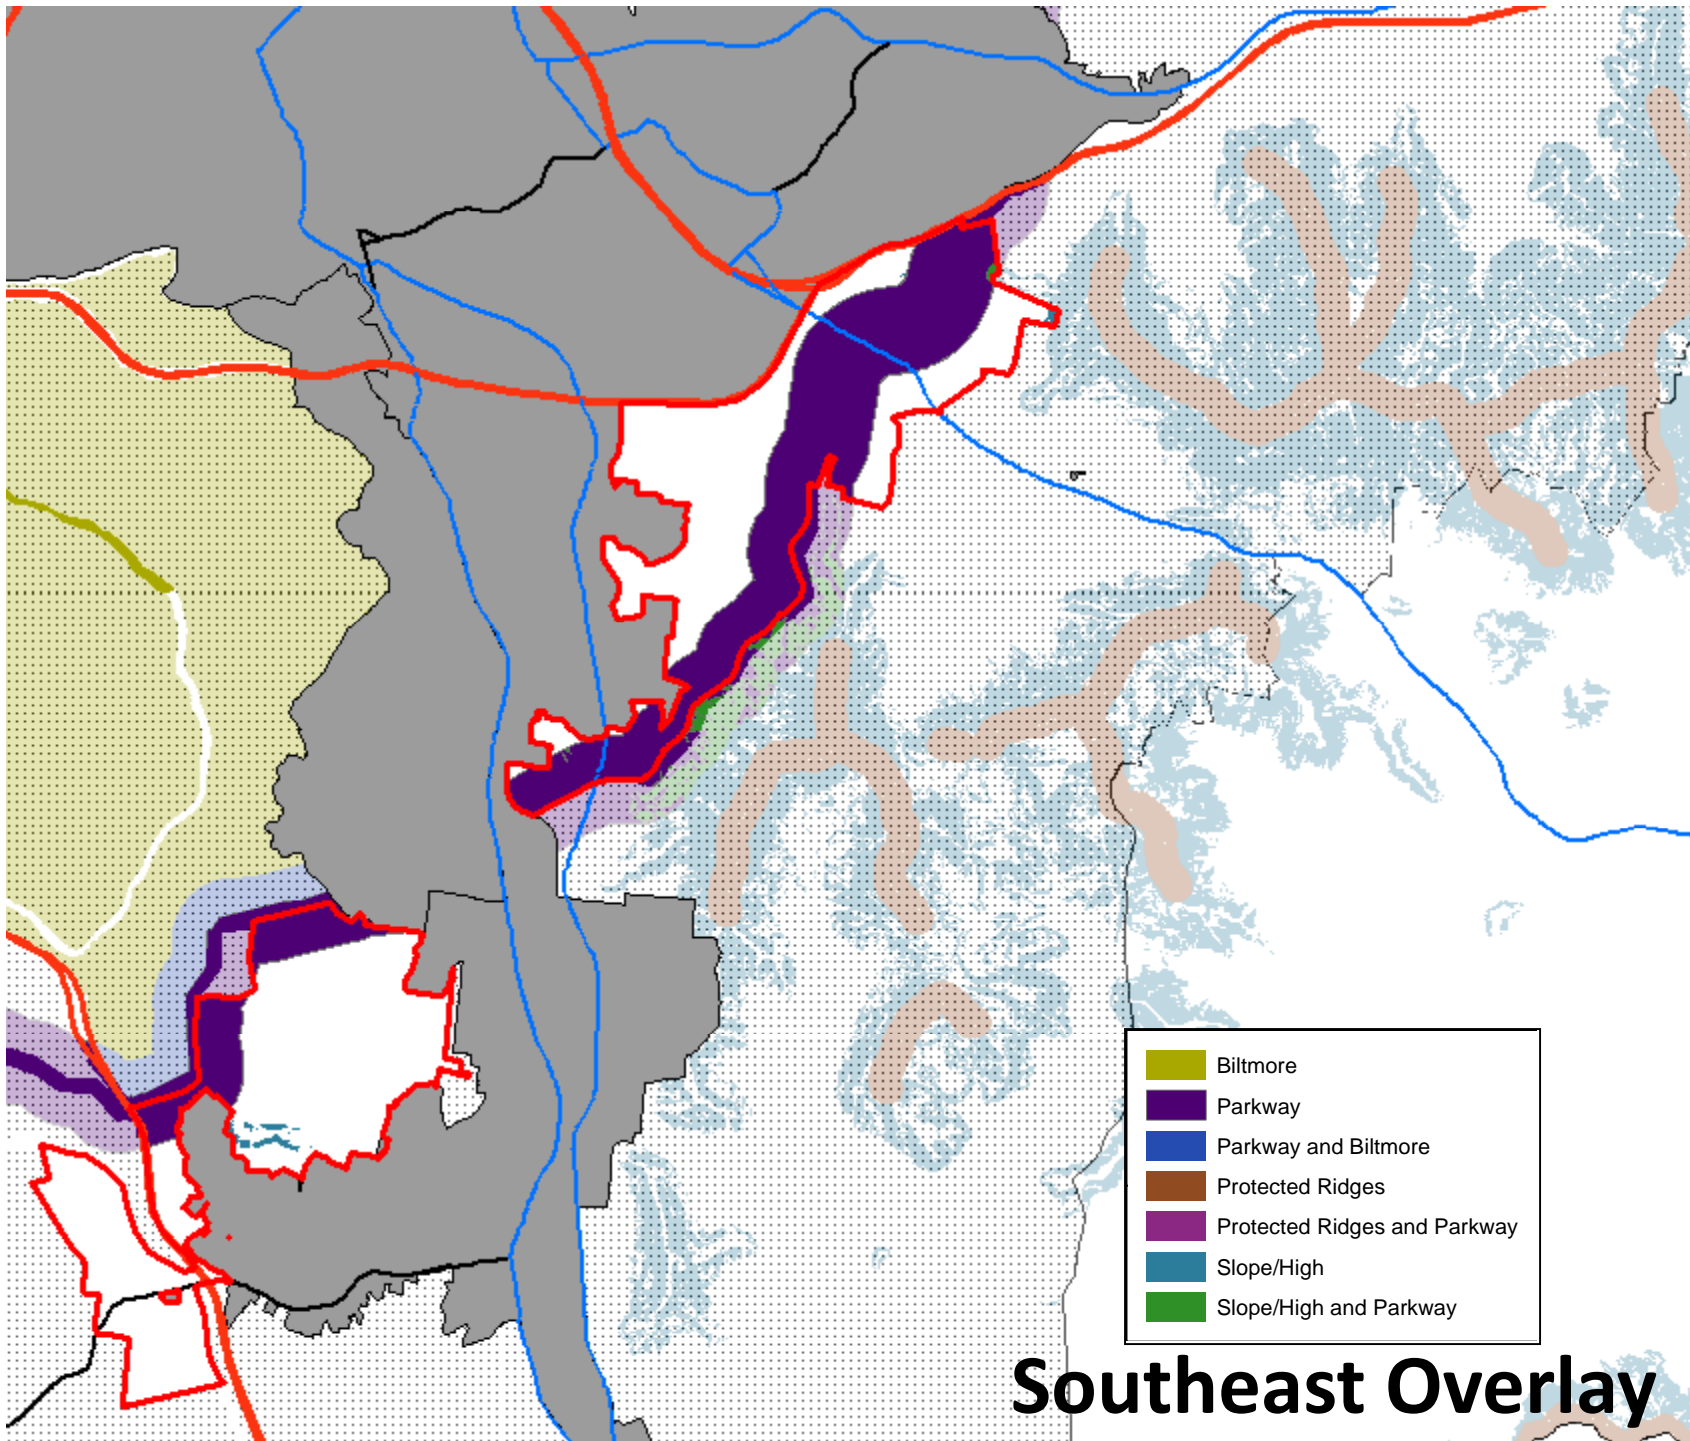 Biltmore
Parkway
Parkway and Biltmore
Protected Ridges
Protected Ridges and Parkway
Slope/High
Slope/High and Parkway
Southeast Overlay